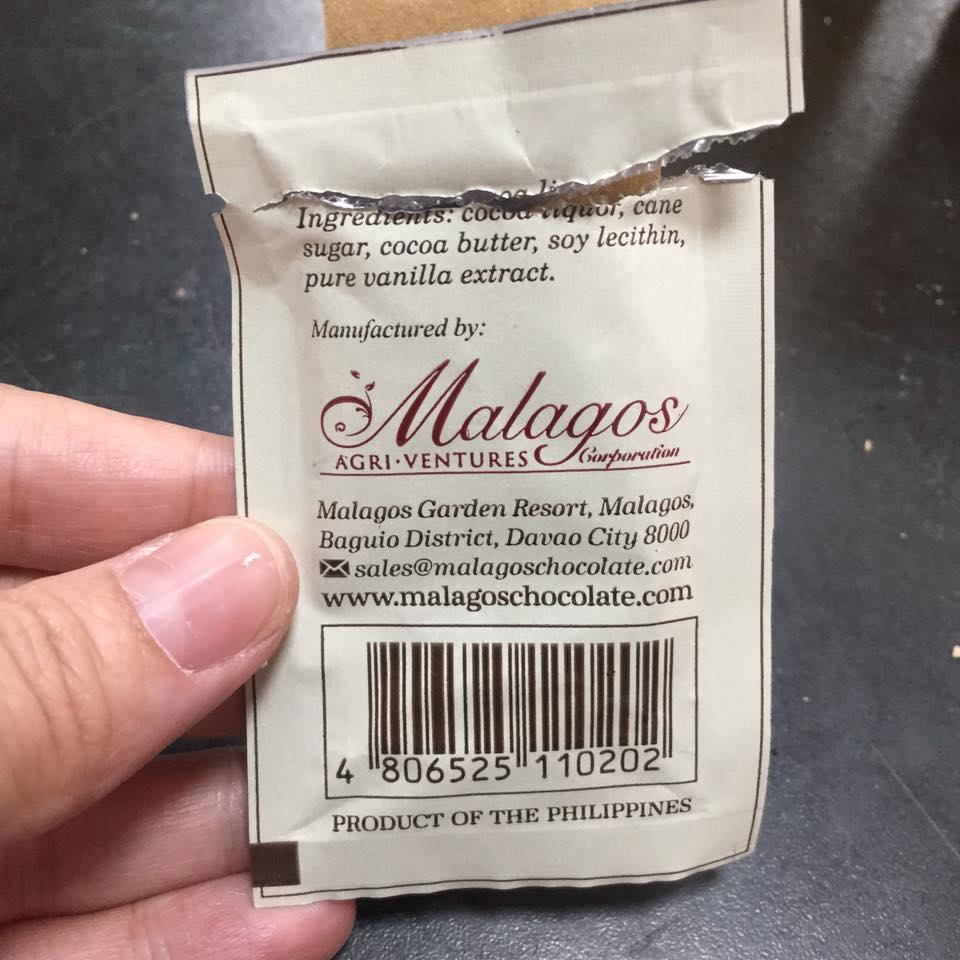 Ingredients: cocoa liquor, cane
sugar, cocoa butter, soy lecithin,
pure vanilla extract.
Manufactured by:
Malagos
AGRI•VENTURES Corporation
Malagos Garden Resort, Malagos,
Baguio District, Davao City 8000
sales@malagoschocolate.com
www.malagoschocolate.com
4 806525 110202
PRODUCT OF THE PHILIPPINES